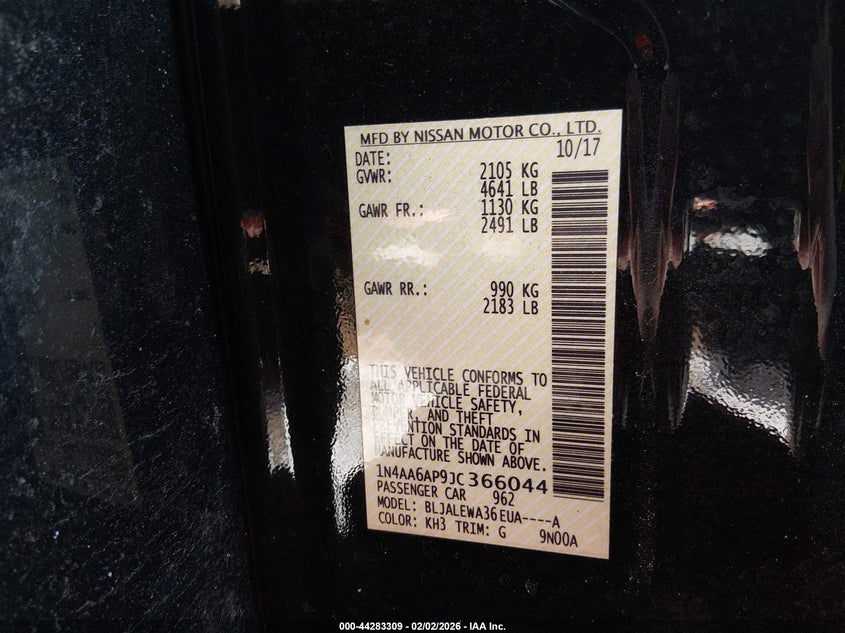 MFD BY NISSAN MOTOR CO., LTD.
DATE: 10/17
GVWR: 2105 KG
4641 LB
GAWR FR.: 1130 KG
2491 LB
GAWR RR.: 990 KG
2183 LB
THIS VEHICLE CONFORMS TO
ALL APPLICABLE FEDERAL
MOTOR VEHICLE SAFETY,
BUMPER, AND THEFT
PREVENTION STANDARDS IN
EFFECT ON THE DATE OF
MANUFACTURE SHOWN ABOVE.
1N4AA6AP9JC366044
PASSENGER CAR 962
MODEL: BLJALEWA36EUA----A
COLOR: KH3 TRIM: G 9N00A
000-44283309 - 02/02/2026 - IAA Inc.